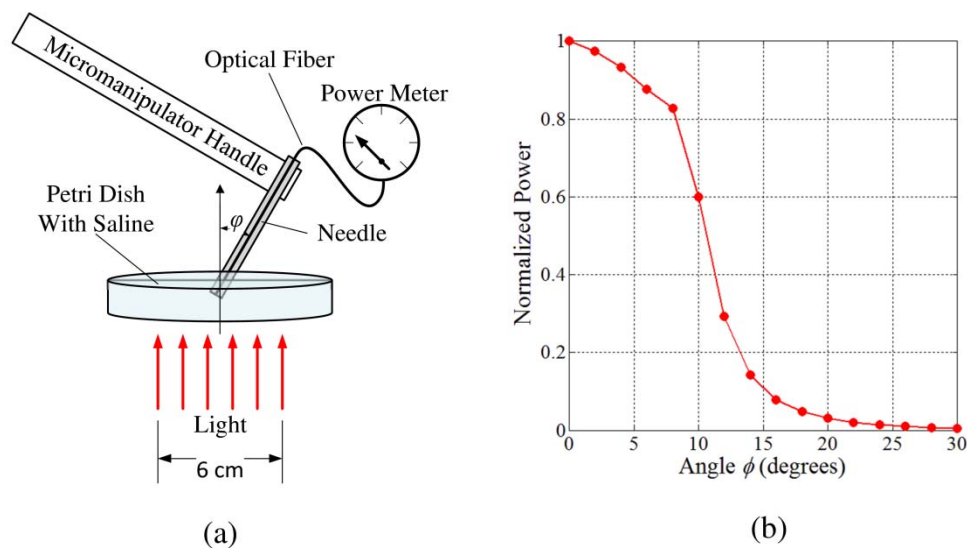 Micromanipulator Handle
Optical Fiber
Power Meter
Petri Dish
With Saline
φ
Needle
Light
6 cm
(a)
1
0.8
0.6
0.4
0.2
0
Normalized Power
0
5
10
15
20
25
30
Angle ϕ (degrees)
(b)